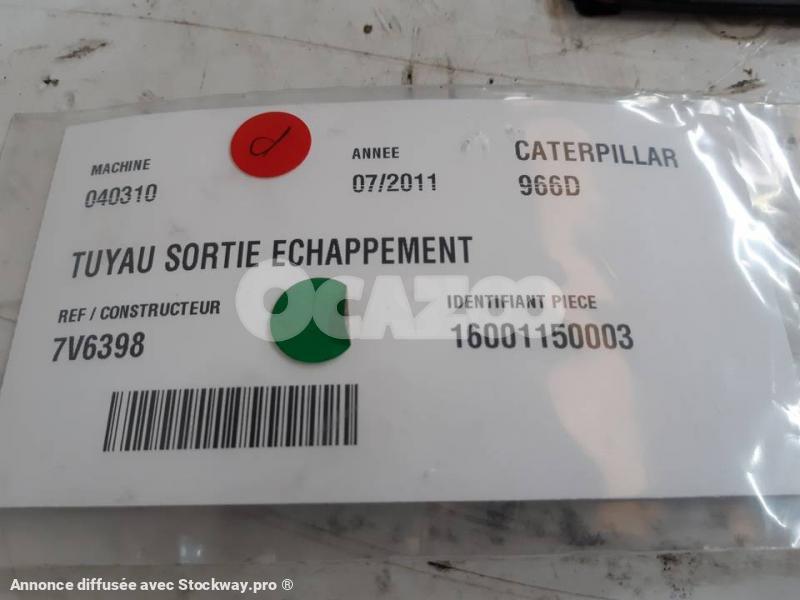 MACHINE
040310
ANNEE
07/2011
CATERPILLAR
966D
TUYAU SORTIE ECHAPPEMENT
REF / CONSTRUCTEUR
7V6398
IDENTIFIANT PIECE
16001150003
OCAZOO
Annonce diffusée avec Stockway.pro ®